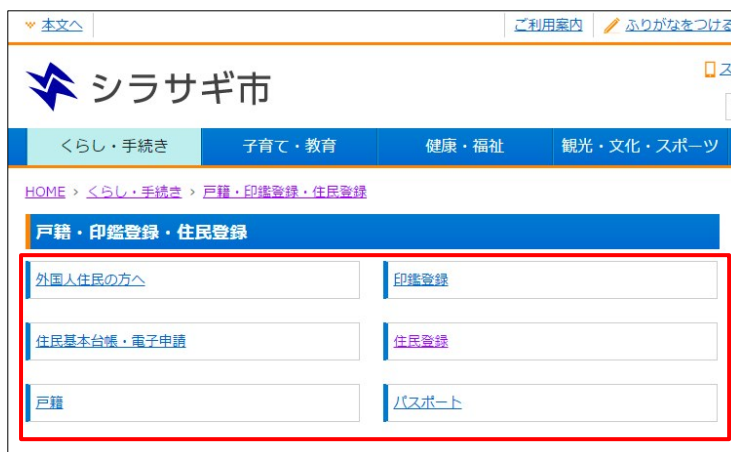 本文へ ご利用案内 ふりがなをつける
ス
シラサギ市
くらし・手続き 子育て・教育 健康・福祉 観光・文化・スポーツ
HOME › くらし・手続き › 戸籍・印鑑登録・住民登録
戸籍・印鑑登録・住民登録
外国人住民の方へ 印鑑登録
住民基本台帳・電子申請 住民登録
戸籍 パスポート